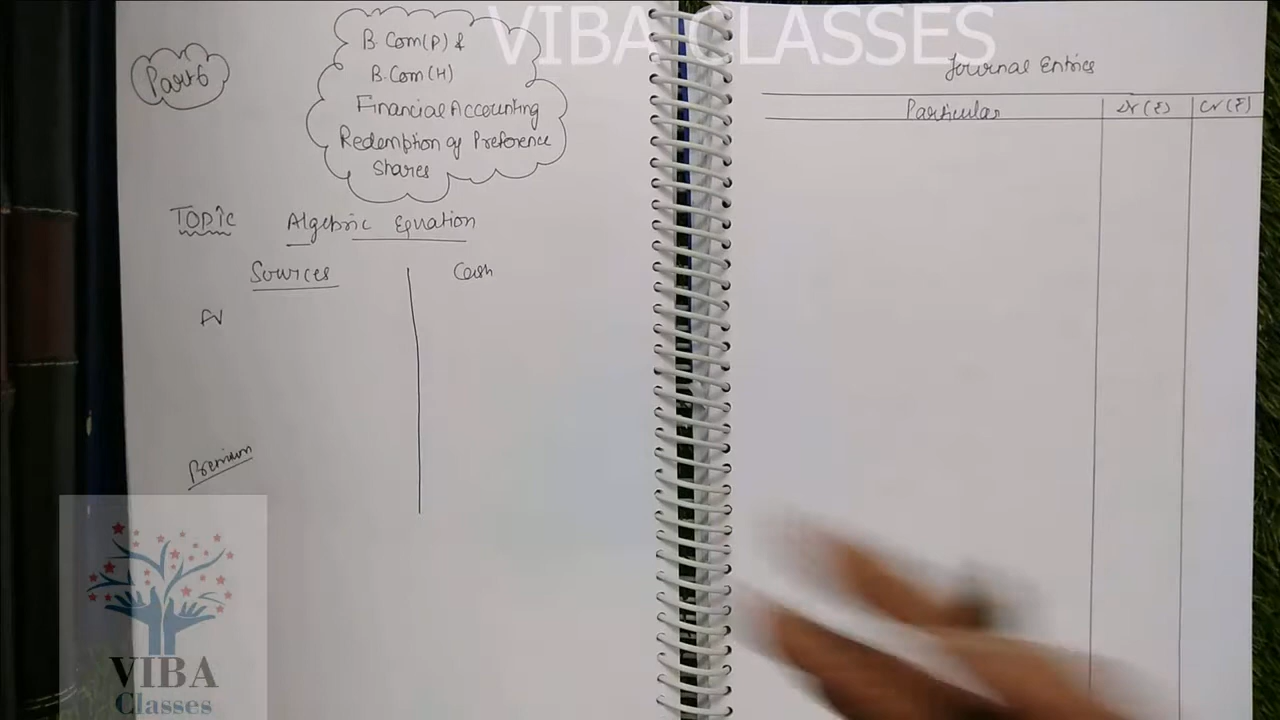 VIBA CLASSES
Part 6
B.Com(P) &
B.Com(H)
Financial Accounting
Redemption of Preference
Shares
TOPIC Algebric Equation
Sources Cash
FV
Premium
Journal Entries
Particular Dr (₹) Cr (₹)
VIBA
Classes